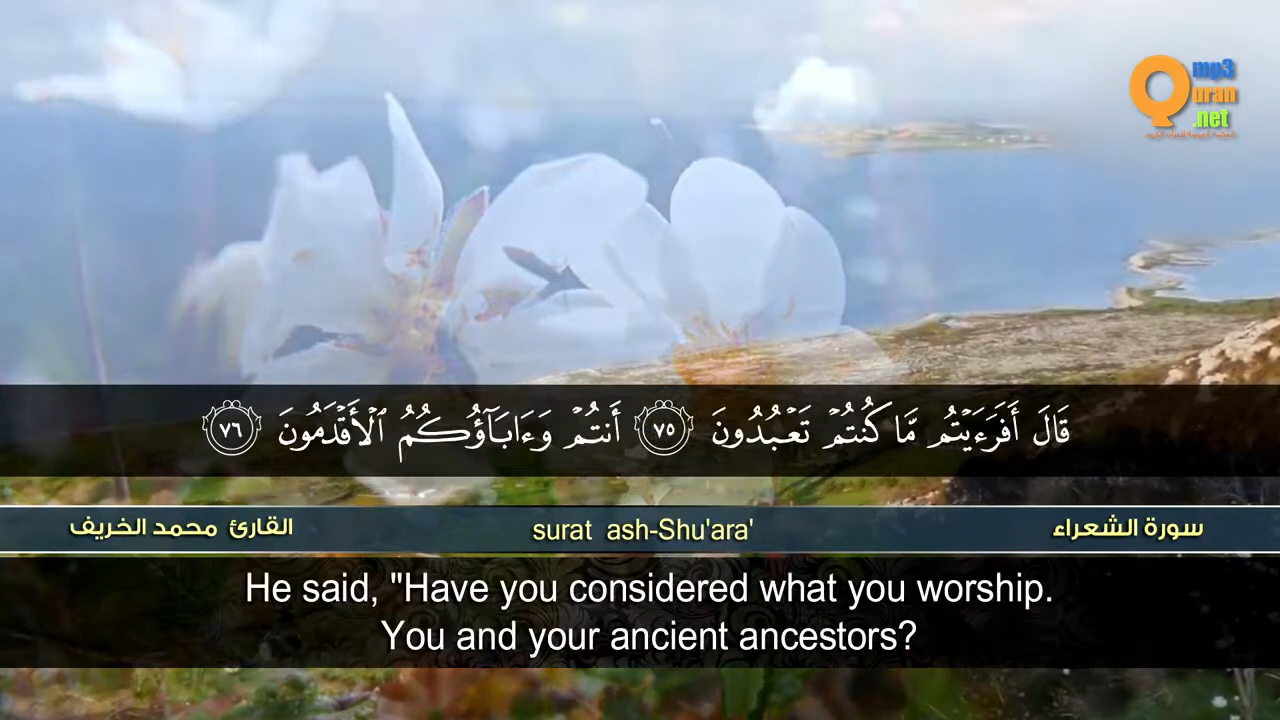 mp3
Quran
.net
قَالَ أَفَرَءَيْتُم مَّا كُنتُمْ تَعْبُدُونَ ٧٥ أَنتُمْ وَءَابَآؤُكُمُ ٱلْأَقْدَمُونَ ٧٦
سورة الشعراء
surat ash-Shu'ara'
القارئ محمد الخريف
He said, "Have you considered what you worship.
You and your ancient ancestors?